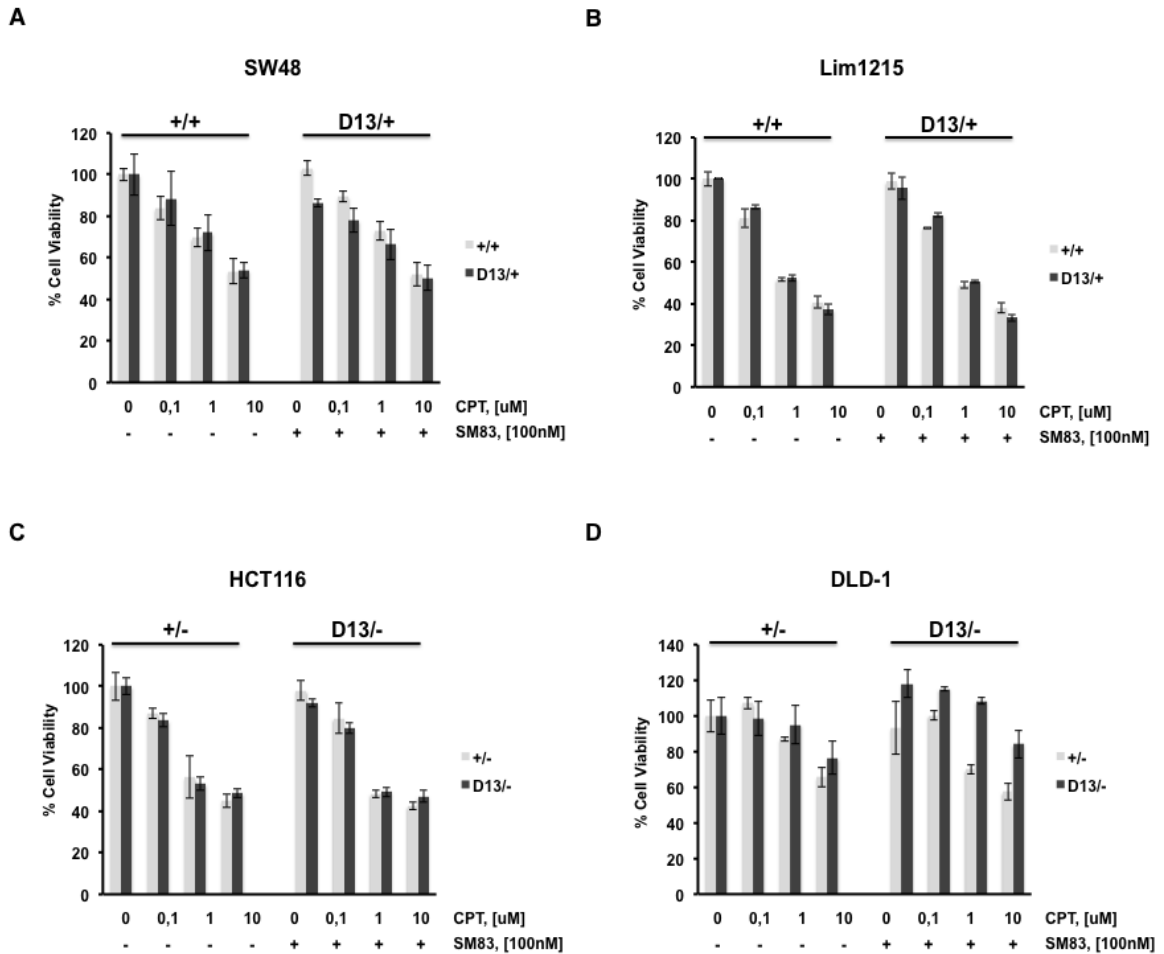 A
SW48
+/+ D13/+
% Cell Viability
120
100
80
60
40
20
0
+/+
D13/+
0 0,1 1 10 0 0,1 1 10 CPT, [uM]
- - - - + + + + SM83, [100nM]
B
Lim1215
+/+ D13/+
% Cell Viability
120
100
80
60
40
20
0
+/+
D13/+
0 0,1 1 10 0 0,1 1 10 CPT, [uM]
- - - - + + + + SM83, [100nM]
C
HCT116
+/- D13/-
% Cell Viability
120
100
80
60
40
20
0
+/-
D13/-
0 0,1 1 10 0 0,1 1 10 CPT, [uM]
- - - - + + + + SM83, [100nM]
D
DLD-1
+/- D13/-
% Cell Viability
140
120
100
80
60
40
20
0
+/-
D13/-
0 0,1 1 10 0 0,1 1 10 CPT, [uM]
- - - - + + + + SM83, [100nM]